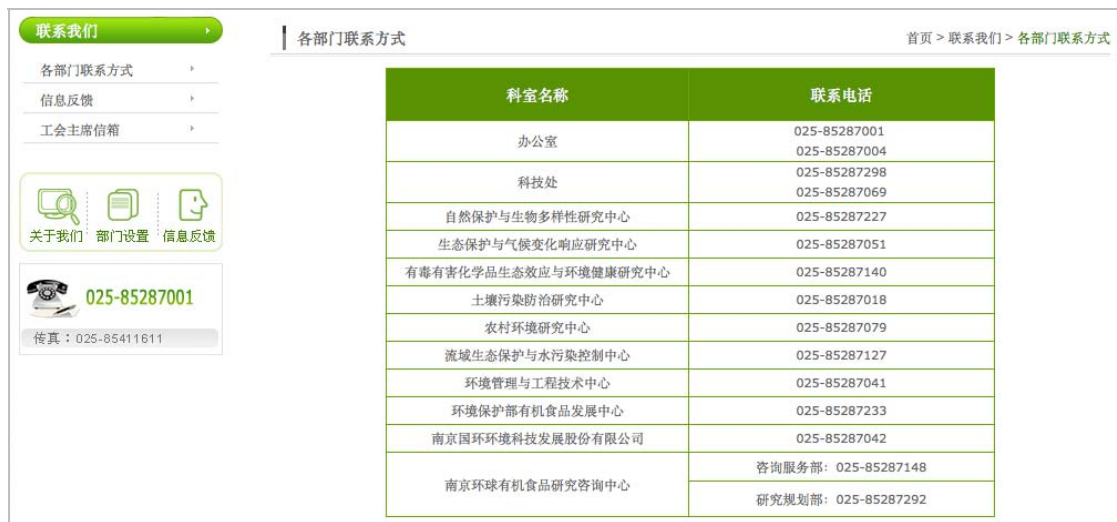 联系我们
各部门联系方式
信息反馈
工会主席信箱
关于我们 部门设置 信息反馈
025-85287001
传真：025-85411611
各部门联系方式
首页 > 联系我们 > 各部门联系方式
科室名称 联系电话
办公室 025-85287001
025-85287004
科技处 025-85287298
025-85287069
自然保护与生物多样性研究中心 025-85287227
生态保护与气候变化响应研究中心 025-85287051
有毒有害化学品生态效应与环境健康研究中心 025-85287140
土壤污染防治研究中心 025-85287018
农村环境研究中心 025-85287079
流域生态保护与水污染控制中心 025-85287127
环境管理与工程技术中心 025-85287041
环境保护部有机食品发展中心 025-85287233
南京国环环境科技发展股份有限公司 025-85287042
南京环球有机食品研究咨询中心 咨询服务部：025-85287148
研究规划部：025-85287292